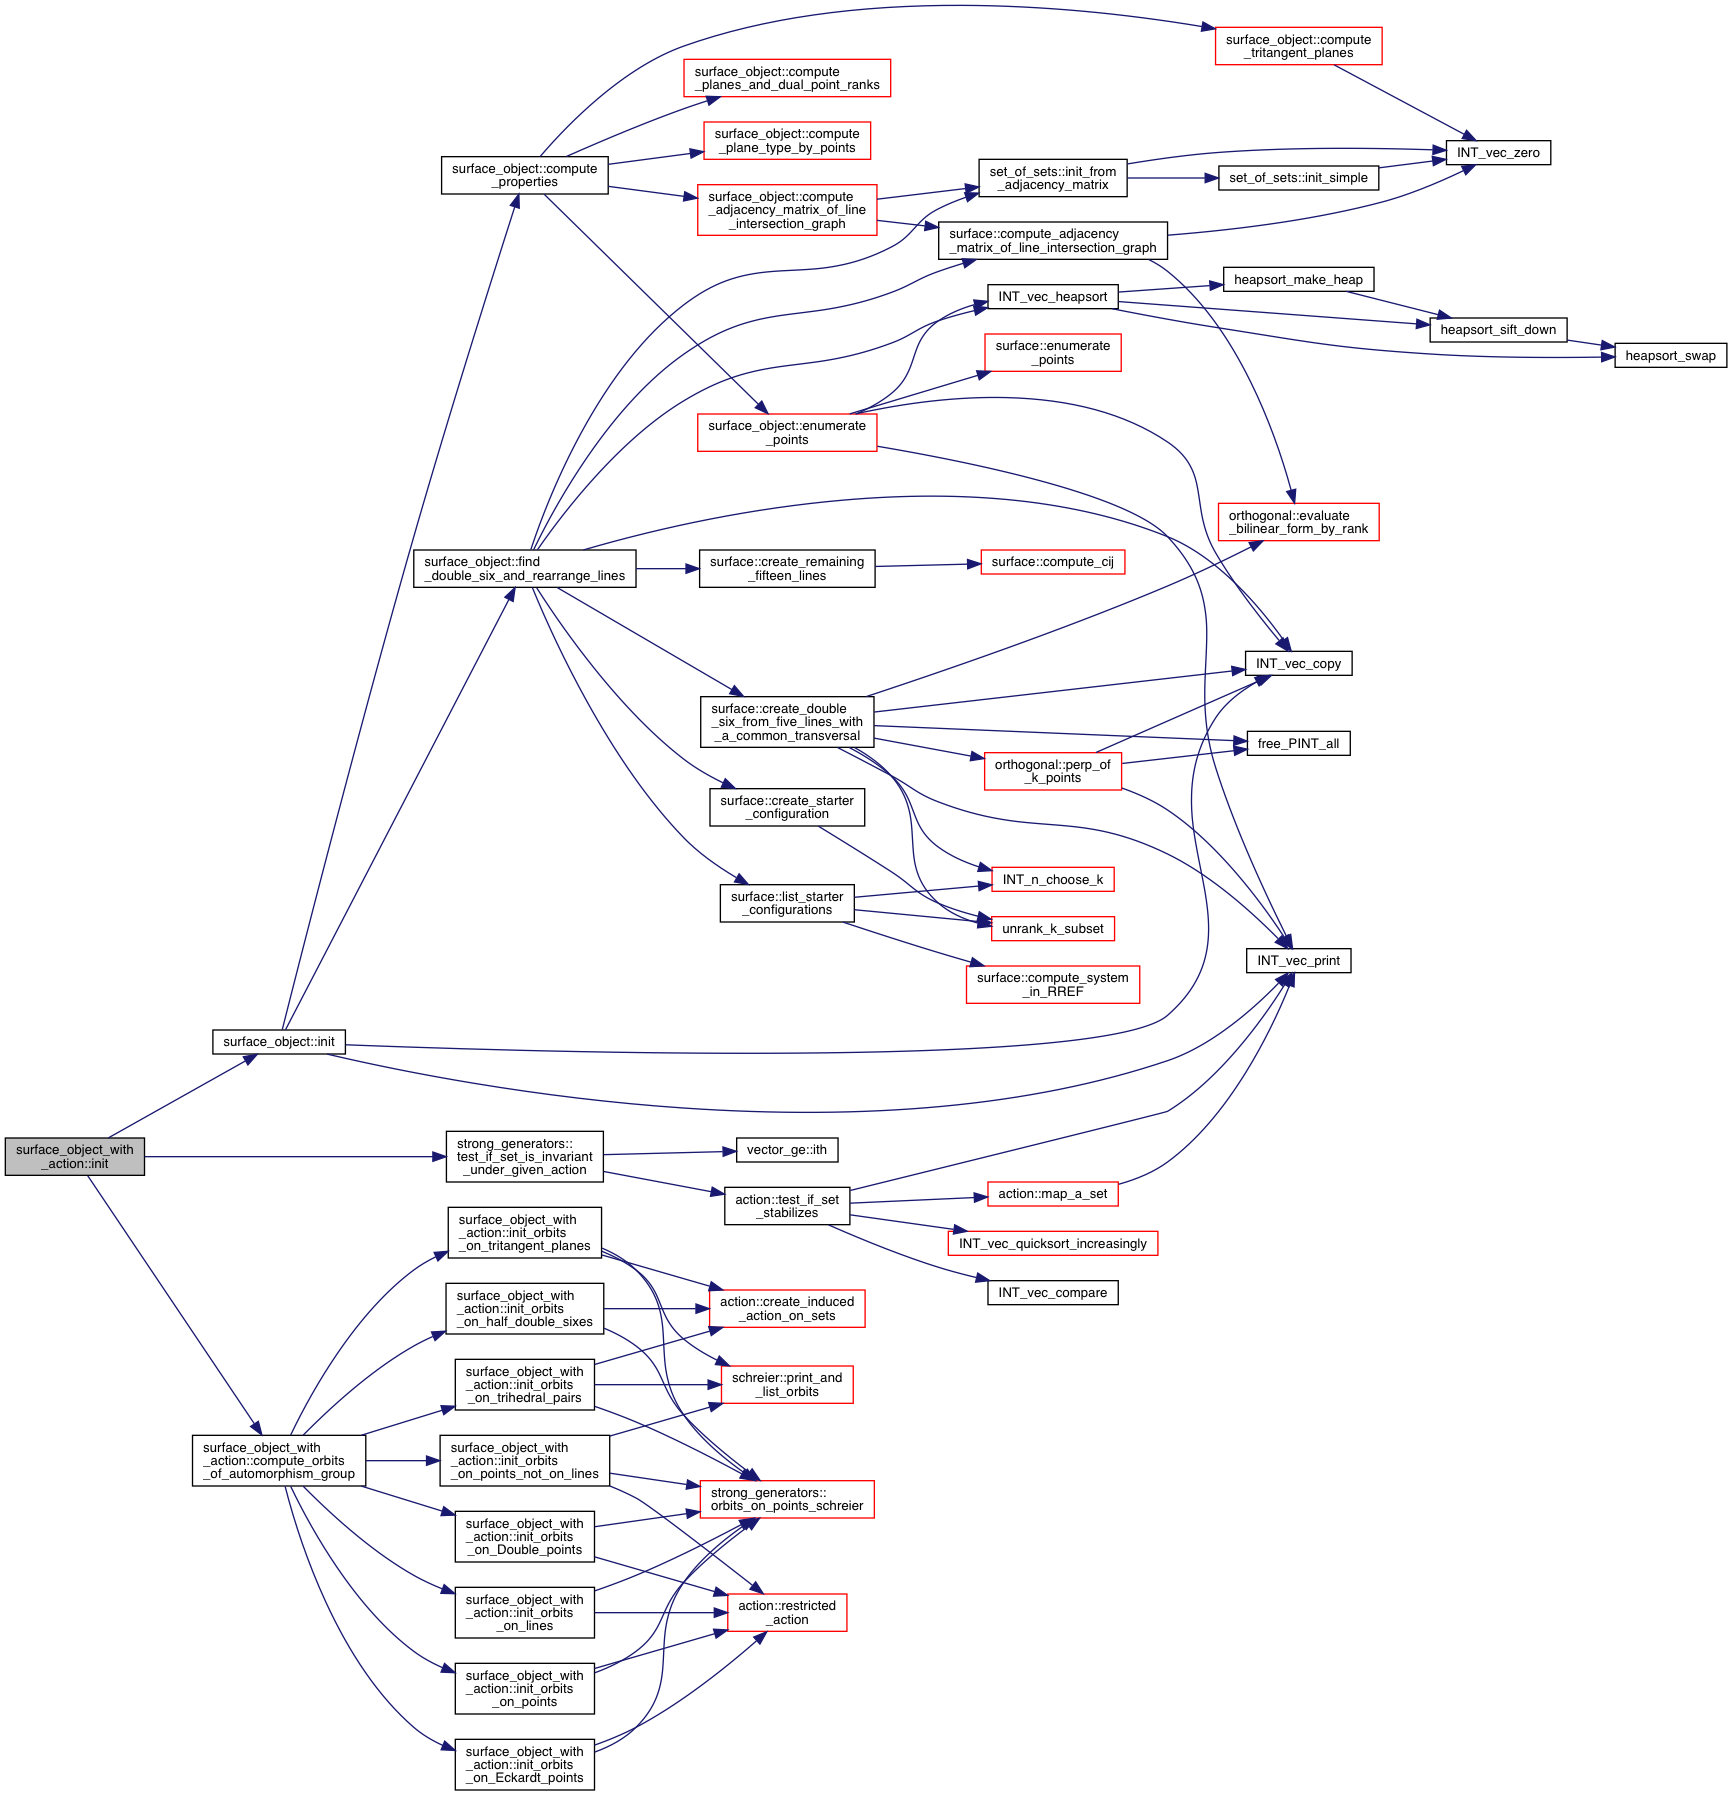 surface_object::compute
_tritangent_planes
surface_object::compute
_planes_and_dual_point_ranks
surface_object::compute
_plane_type_by_points
INT_vec_zero
surface_object::compute
_properties
set_of_sets::init_from
_adjacency_matrix
set_of_sets::init_simple
surface_object::compute
_adjacency_matrix_of_line
_intersection_graph
surface::compute_adjacency
_matrix_of_line_intersection_graph
heapsort_make_heap
INT_vec_heapsort
heapsort_sift_down
heapsort_swap
surface::enumerate
_points
surface_object::enumerate
_points
orthogonal::evaluate
_bilinear_form_by_rank
surface_object::find
_double_six_and_rearrange_lines
surface::create_remaining
_fifteen_lines
surface::compute_cij
INT_vec_copy
surface::create_double
_six_from_five_lines_with
_a_common_transversal
free_PINT_all
orthogonal::perp_of
_k_points
surface::create_starter
_configuration
INT_n_choose_k
surface::list_starter
_configurations
unrank_k_subset
INT_vec_print
surface::compute_system
_in_RREF
surface_object::init
surface_object_with
_action::init
strong_generators::
test_if_set_is_invariant
_under_given_action
vector_ge::ith
action::test_if_set
_stabilizes
action::map_a_set
INT_vec_quicksort_increasingly
INT_vec_compare
surface_object_with
_action::init_orbits
_on_tritangent_planes
surface_object_with
_action::init_orbits
_on_half_double_sixes
action::create_induced
_action_on_sets
surface_object_with
_action::init_orbits
_on_trihedral_pairs
schreier::print_and
_list_orbits
surface_object_with
_action::compute_orbits
_of_automorphism_group
surface_object_with
_action::init_orbits
_on_points_not_on_lines
strong_generators::
orbits_on_points_schreier
surface_object_with
_action::init_orbits
_on_Double_points
surface_object_with
_action::init_orbits
_on_lines
action::restricted
_action
surface_object_with
_action::init_orbits
_on_points
surface_object_with
_action::init_orbits
_on_Eckardt_points